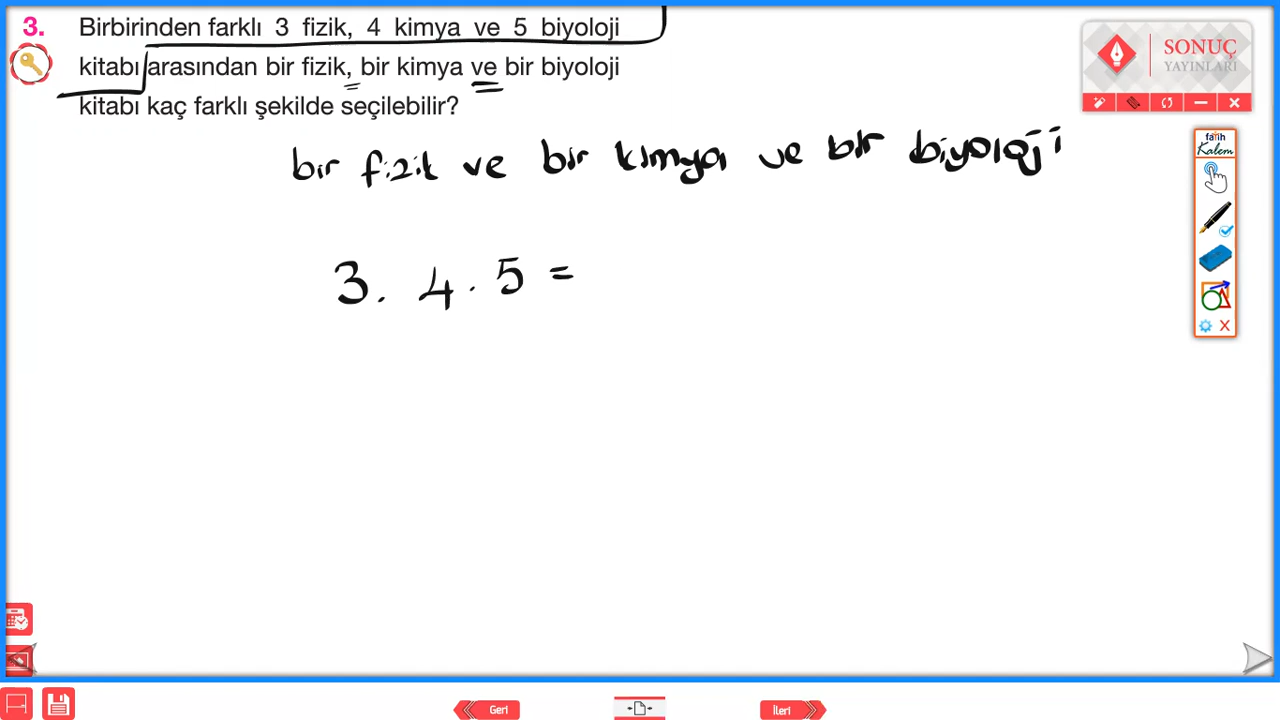 3. Birbirinden farklı 3 fizik, 4 kimya ve 5 biyoloji
kitabı arasından bir fizik, bir kimya ve bir biyoloji
kitabı kaç farklı şekilde seçilebilir?
SONUÇ
YAYINLARI
fatih
Kalem
bir fizik ve bir kimya ve bir biyoloji
3. 4 . 5 =
Geri
İleri